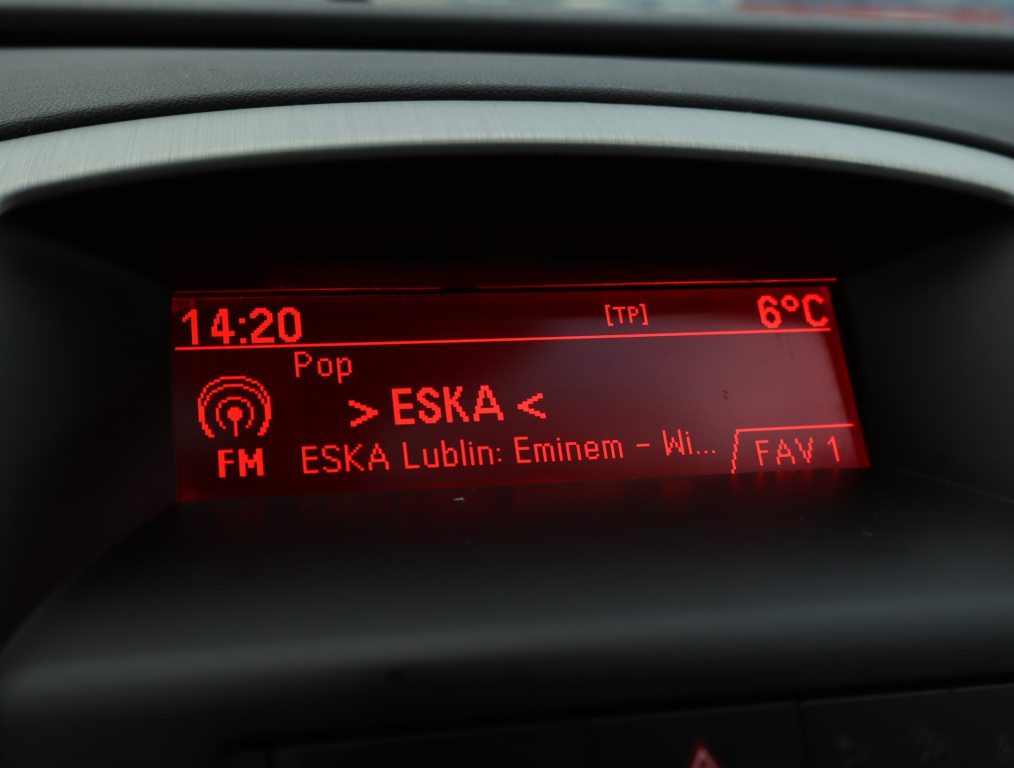 14:20 [TP] 6°C
Pop
> ESKA <
FM ESKA Lublin: Eminem - Wi... FAV 1